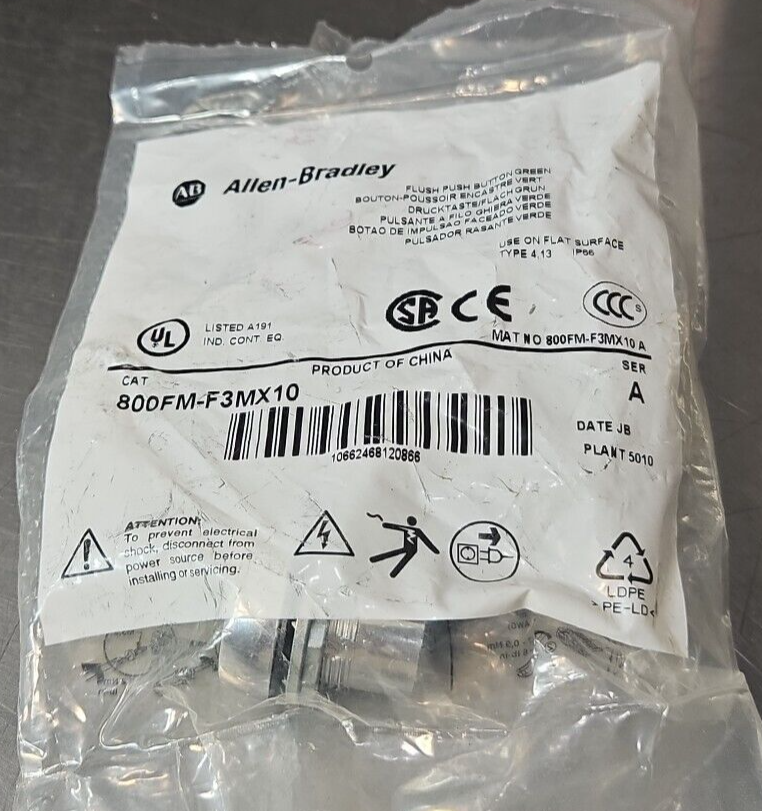 AB Allen-Bradley
FLUSH PUSH BUTTON GREEN
BOUTON-POUSSOIR ENCASTRE VERT
DRUCKTASTE/FLACH GRUN
PULSANTE A FILO GHIERA VERDE
BOTAO DE IMPULSAO FACEADO VERDE
PULSADOR RASANTE VERDE
USE ON FLAT SURFACE
TYPE 4,13 IP66
UL
LISTED A191
IND. CONT. EQ.
SA CE
CCC S
MAT NO 800FM-F3MX10 A
PRODUCT OF CHINA
CAT
800FM-F3MX10
SER
A
10662468120866
DATE JB
PLANT 5010
ATTENTION:
To prevent electrical
shock, disconnect from
power source before
installing or servicing.
4
LDPE
>PE-LD<